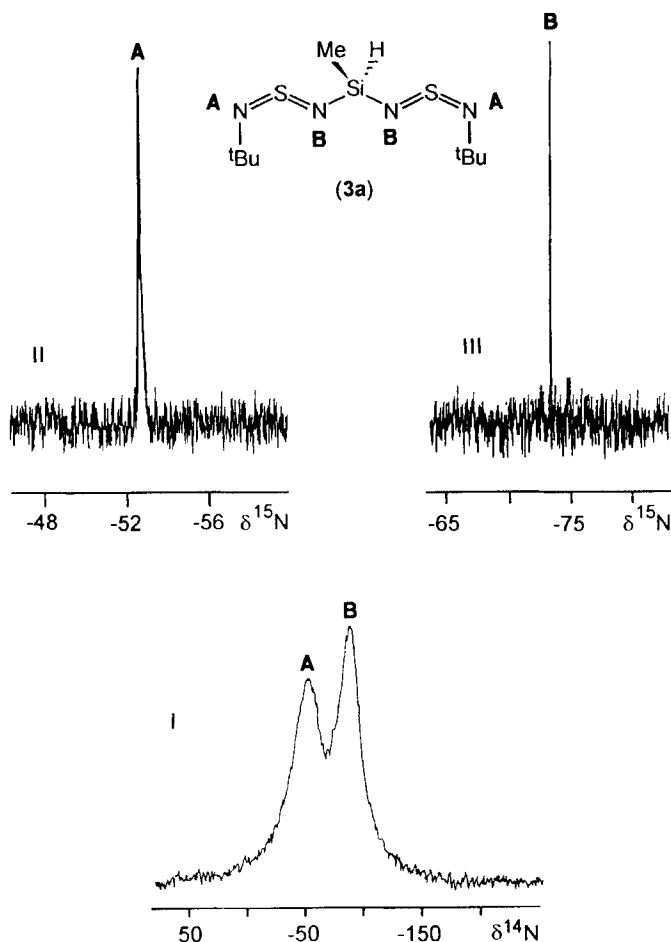 A
B
Me H
A N S N Si N S N A
B B
tBu tBu
(3a)
II
III
-48 -52 -56 δ15N
-65 -75 δ15N
B
A
I
50 -50 -150 δ14N